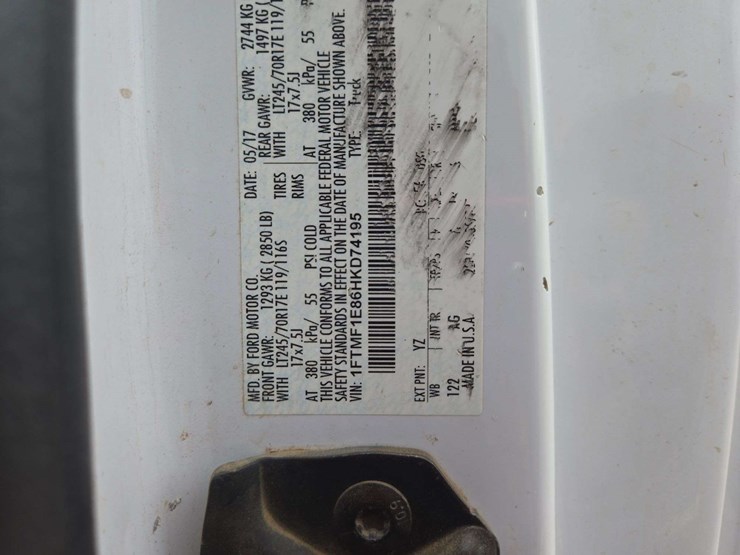 MFD. BY FORD MOTOR CO.
DATE: 05/17 GVWR: 2744 KG
FRONT GAWR: 1293 KG ( 2850 LB) REAR GAWR: 1497 KG (
WITH LT245/70R17E 119/116S TIRES WITH LT245/70R17E 119/
17x7.5J RIMS 17x7.5J
AT 380 kPa/ 55 PSI COLD AT 380 kPa/ 55
THIS VEHICLE CONFORMS TO ALL APPLICABLE FEDERAL MOTOR VEHICLE
SAFETY STANDARDS IN EFFECT ON THE DATE OF MANUFACTURE SHOWN ABOVE.
VIN: 1FTMF1E86HKD74195 TYPE: Truck
EXT PNT: YZ RC: 54
WB INT TR
122 AG
MADE IN U.S.A.
59